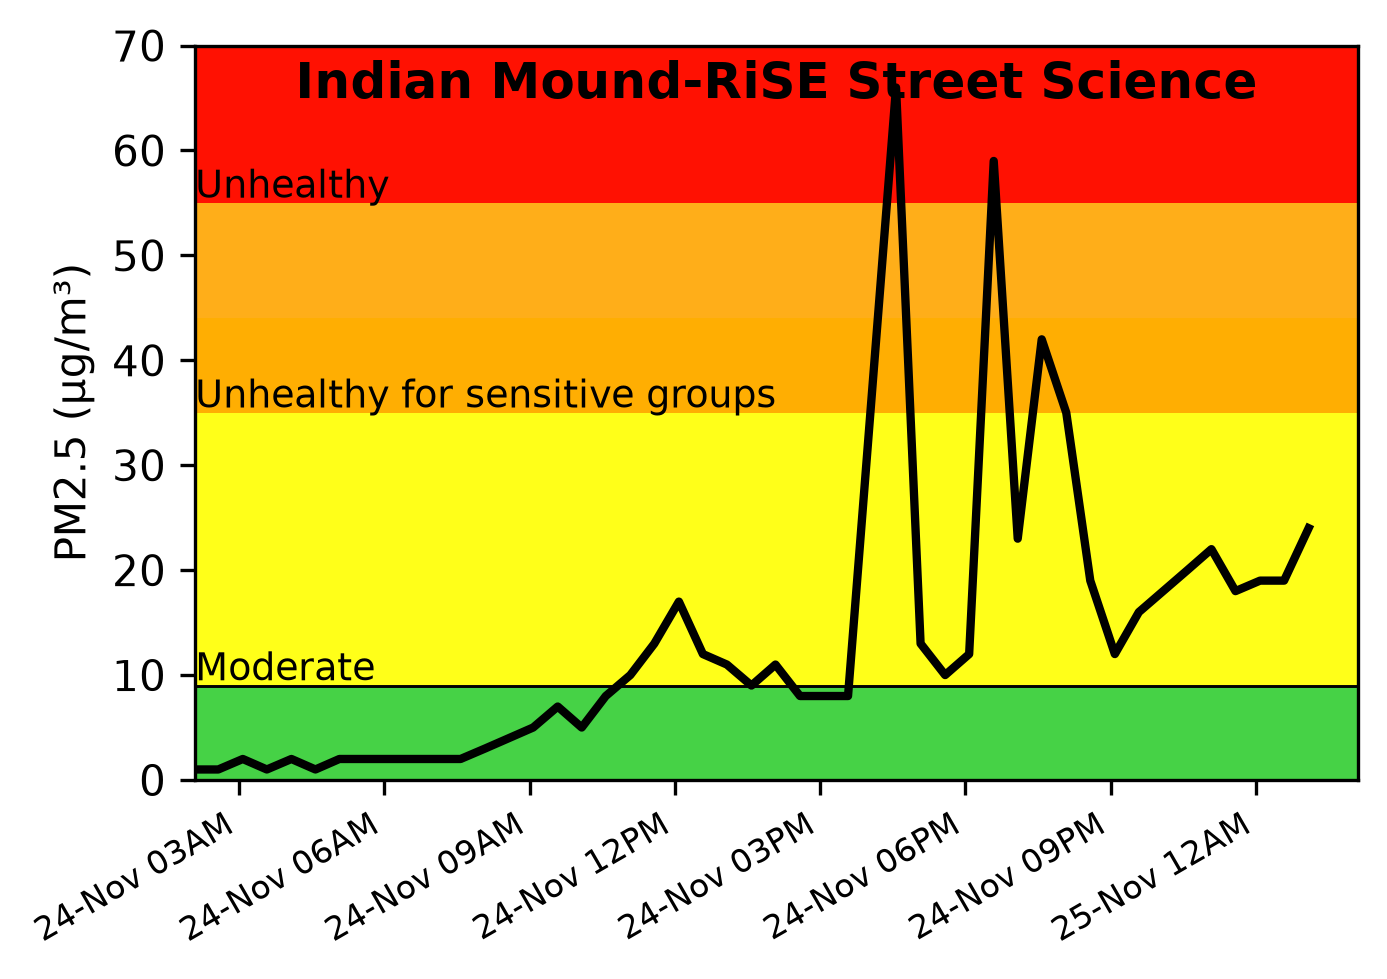 Indian Mound-RiSE Street Science
70
60
50
40
30
20
10
0
PM2.5 (µg/m³)
Unhealthy
Unhealthy for sensitive groups
Moderate
24-Nov 03AM
24-Nov 06AM
24-Nov 09AM
24-Nov 12PM
24-Nov 03PM
24-Nov 06PM
24-Nov 09PM
25-Nov 12AM